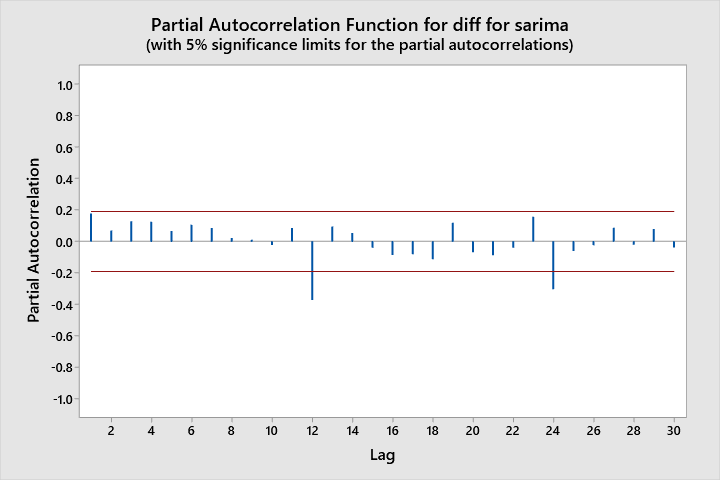 Partial Autocorrelation Function for diff for sarima
(with 5% significance limits for the partial autocorrelations)
Partial Autocorrelation
1.0
0.8
0.6
0.4
0.2
0.0
-0.2
-0.4
-0.6
-0.8
-1.0
2 4 6 8 10 12 14 16 18 20 22 24 26 28 30
Lag